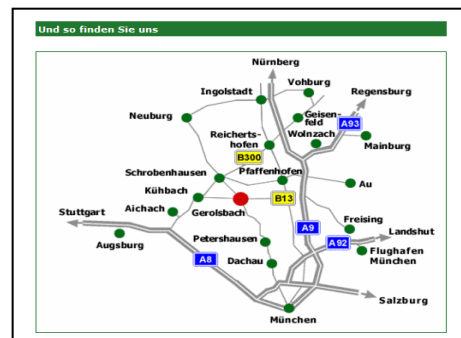 Und so finden Sie uns
Nürnberg
Vohburg
Ingolstadt
Regensburg
Neuburg
Geisen-
feld
A93
Reicherts-
hofen
Wolnzach
Mainburg
B300
Schrobenhausen
Pfaffenhofen
Kühbach
Au
B13
Aichach
Gerolsbach
Stuttgart
Freising
A9
Landshut
Augsburg
Petershausen
A92
Flughafen
München
A8
Dachau
Salzburg
München